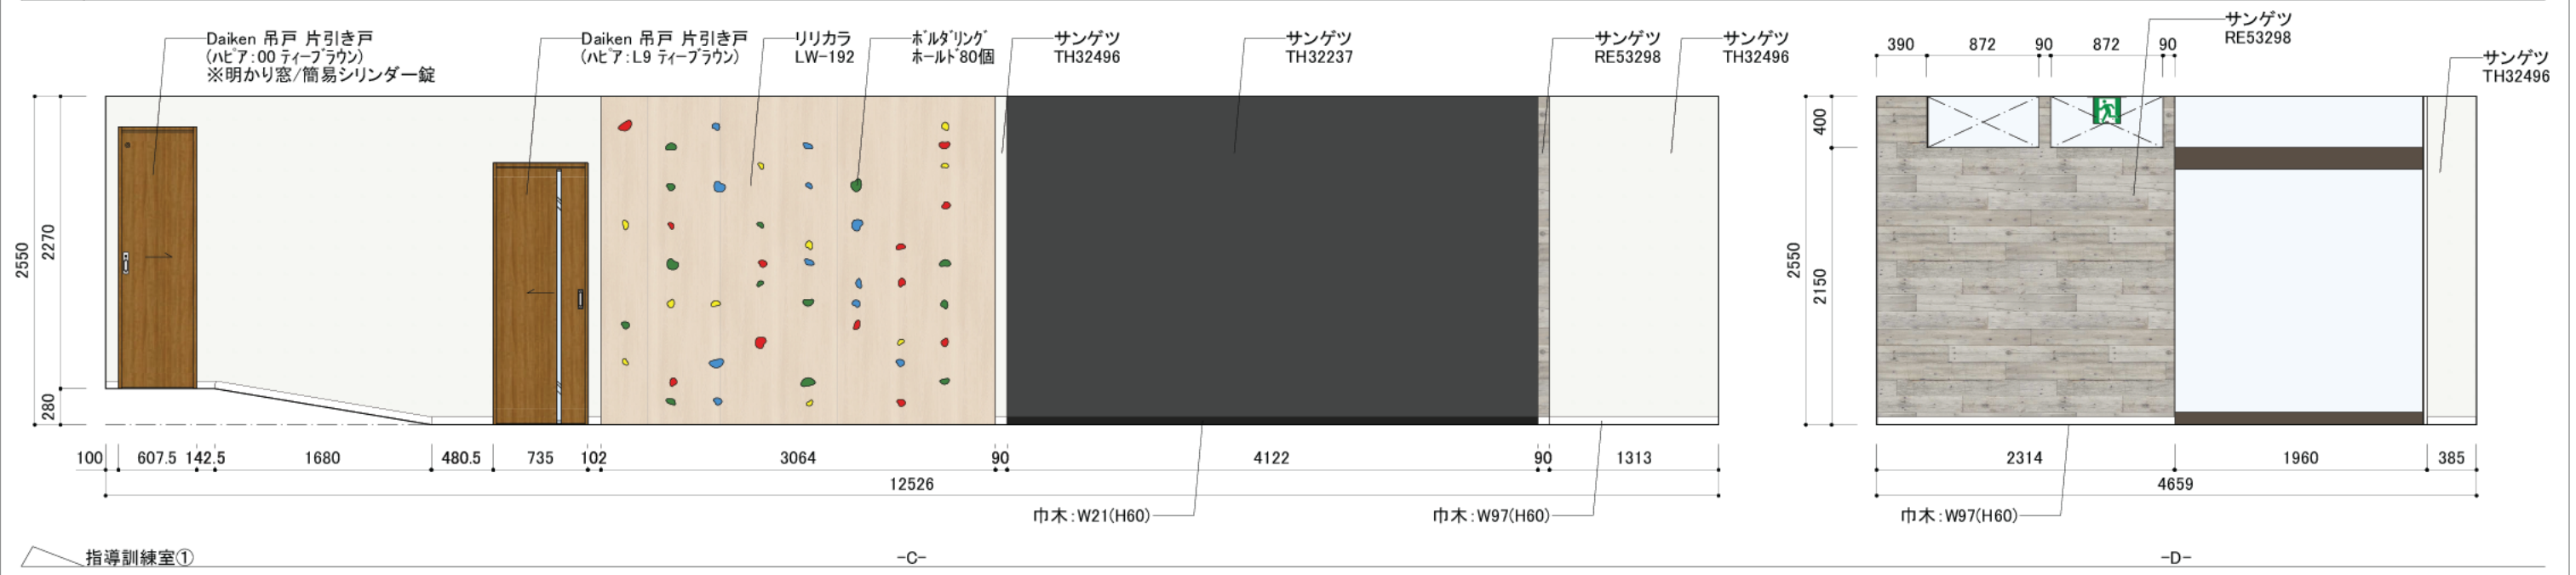 Daiken 吊戸 片引き戸
(ﾊﾋﾟｱ:00 ﾃｨｰﾌﾞﾗｳﾝ)
※明かり窓/簡易シリンダー錠
Daiken 吊戸 片引き戸
(ﾊﾋﾟｱ:L9 ﾃｨｰﾌﾞﾗｳﾝ)
リリカラ
LW-192
ﾎﾞﾙﾀﾞﾘﾝｸﾞ
ﾎｰﾙﾄﾞ80個
サンゲツ
TH32496
サンゲツ
TH32237
サンゲツ
RE53298
サンゲツ
TH32496
サンゲツ
RE53298
サンゲツ
TH32496
390 872 90 872 90
2550
2270
280
400
2550
2150
100 607.5 142.5 1680 480.5 735 102 3064 90 4122 90 1313
12526
2314 1960 385
4659
巾木:W21(H60)
巾木:W97(H60)
巾木:W97(H60)
指導訓練室①
-C-
-D-